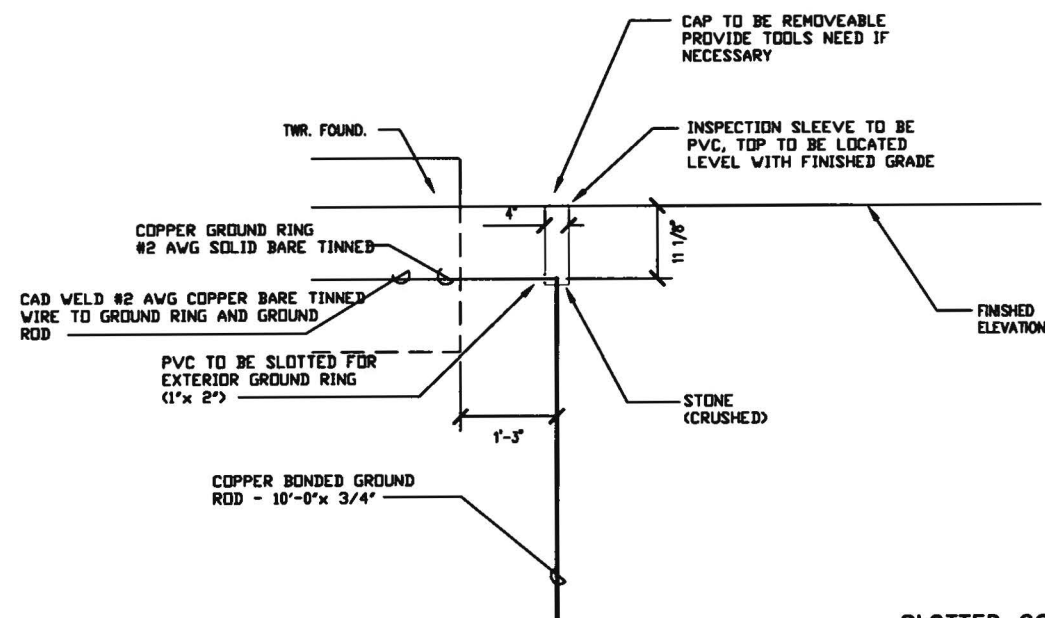 CAP TO BE REMOVEABLE
PROVIDE TOOLS NEED IF
NECESSARY
TWR. FOUND.
INSPECTION SLEEVE TO BE
PVC, TOP TO BE LOCATED
LEVEL WITH FINISHED GRADE
4"
COPPER GROUND RING
#2 AWG SOLID BARE TINNED
11 1/8"
CAD WELD #2 AWG COPPER BARE TINNED
WIRE TO GROUND RING AND GROUND
ROD
FINISHED
ELEVATION
PVC TO BE SLOTTED FOR
EXTERIOR GROUND RING
(1"x 2")
STONE
(CRUSHED)
1'-3"
COPPER BONDED GROUND
ROD - 10'-0"x 3/4"